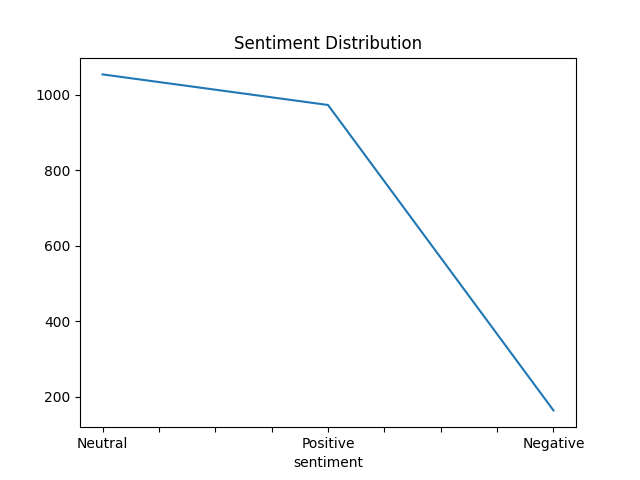 Sentiment Distribution
1000
800
600
400
200
Neutral Positive Negative
sentiment